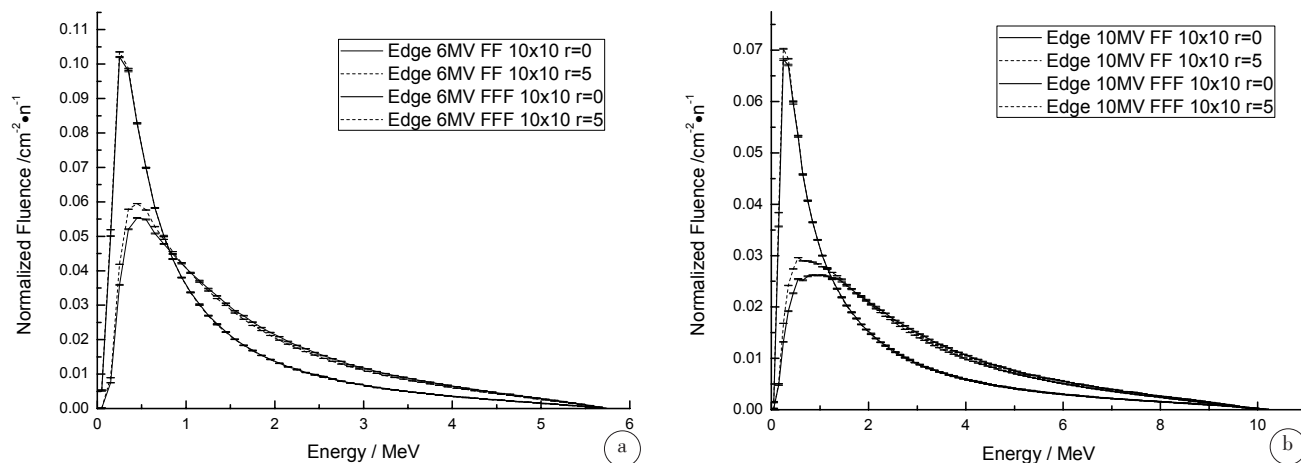 0.11
0.10
0.09
0.08
0.07
0.06
0.05
0.04
0.03
0.02
0.01
0.00
Normalized Fluence /cm-2•n-1
Edge 6MV FF 10x10 r=0
Edge 6MV FF 10x10 r=5
Edge 6MV FFF 10x10 r=0
Edge 6MV FFF 10x10 r=5
0 1 2 3 4 5 6
Energy / MeV
a
0.07
0.06
0.05
0.04
0.03
0.02
0.01
0.00
Normalized Fluence /cm-2•n-1
Edge 10MV FF 10x10 r=0
Edge 10MV FF 10x10 r=5
Edge 10MV FFF 10x10 r=0
Edge 10MV FFF 10x10 r=5
0 2 4 6 8 10
Energy / MeV
b